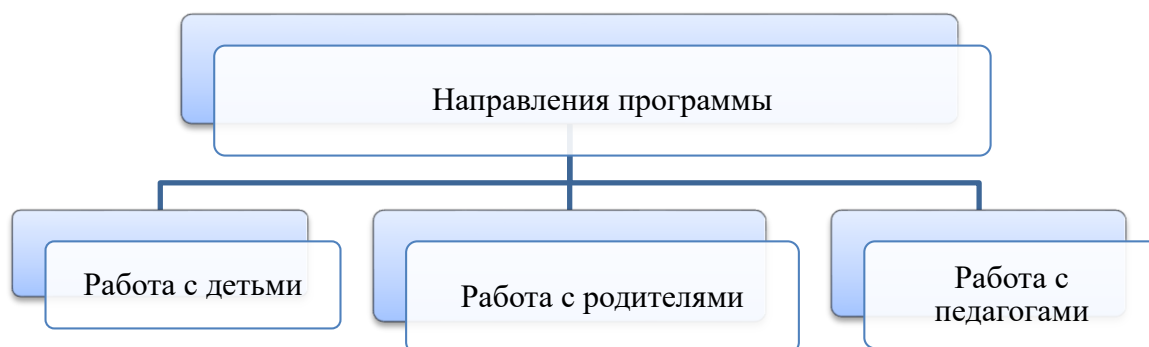 Направления программы
Работа с детьми
Работа с родителями
Работа с
педагогами